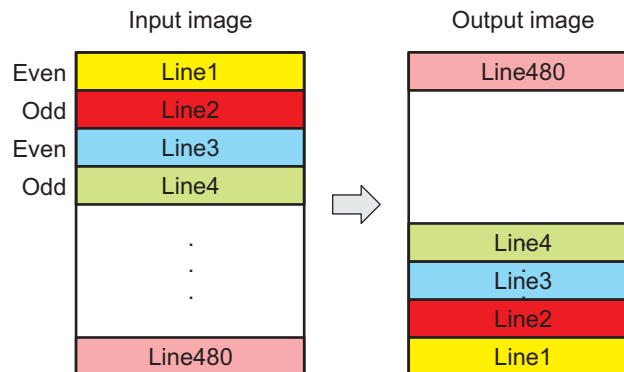 Input image
Output image
Even
Line1
Odd
Line2
Even
Line3
Odd
Line4
.
.
.
Line480
Line480
Line4
Line3
Line2
Line1